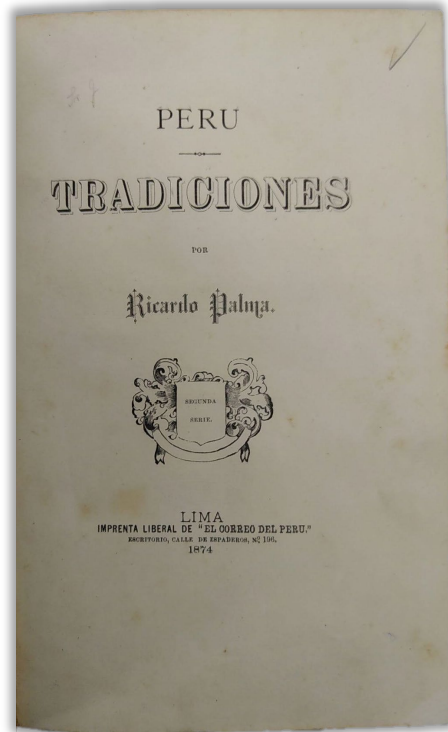 PERU
TRADICIONES
POR
Ricardo Palma.
SEGUNDA
SERIE.
LIMA
IMPRENTA LIBERAL DE "EL CORREO DEL PERU."
ESCRITORIO, CALLE DE ESPADEROS, Nº 196.
1874